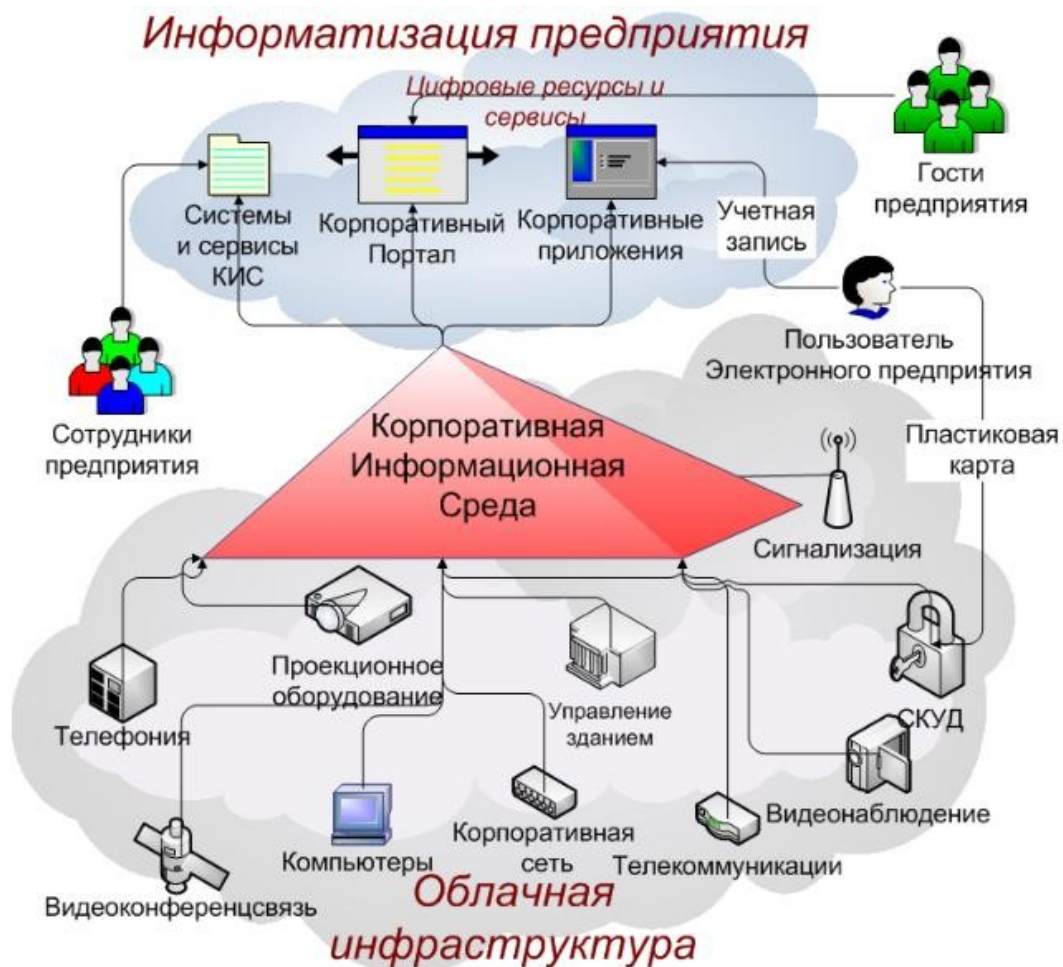 Информатизация предприятия
Цифровые ресурсы и
сервисы
Системы
и сервисы
КИС
Корпоративный
Портал
Корпоративные
приложения
Учетная
запись
Гости
предприятия
Пользователь
Электронного предприятия
Сотрудники
предприятия
Корпоративная
Информационная
Среда
Пластиковая
карта
Сигнализация
Телефония
Проекционное
оборудование
Управление
зданием
СКУД
Видеоконференцсвязь
Компьютеры
Корпоративная
сеть
Телекоммуникации
Видеонаблюдение
Облачная
инфраструктура